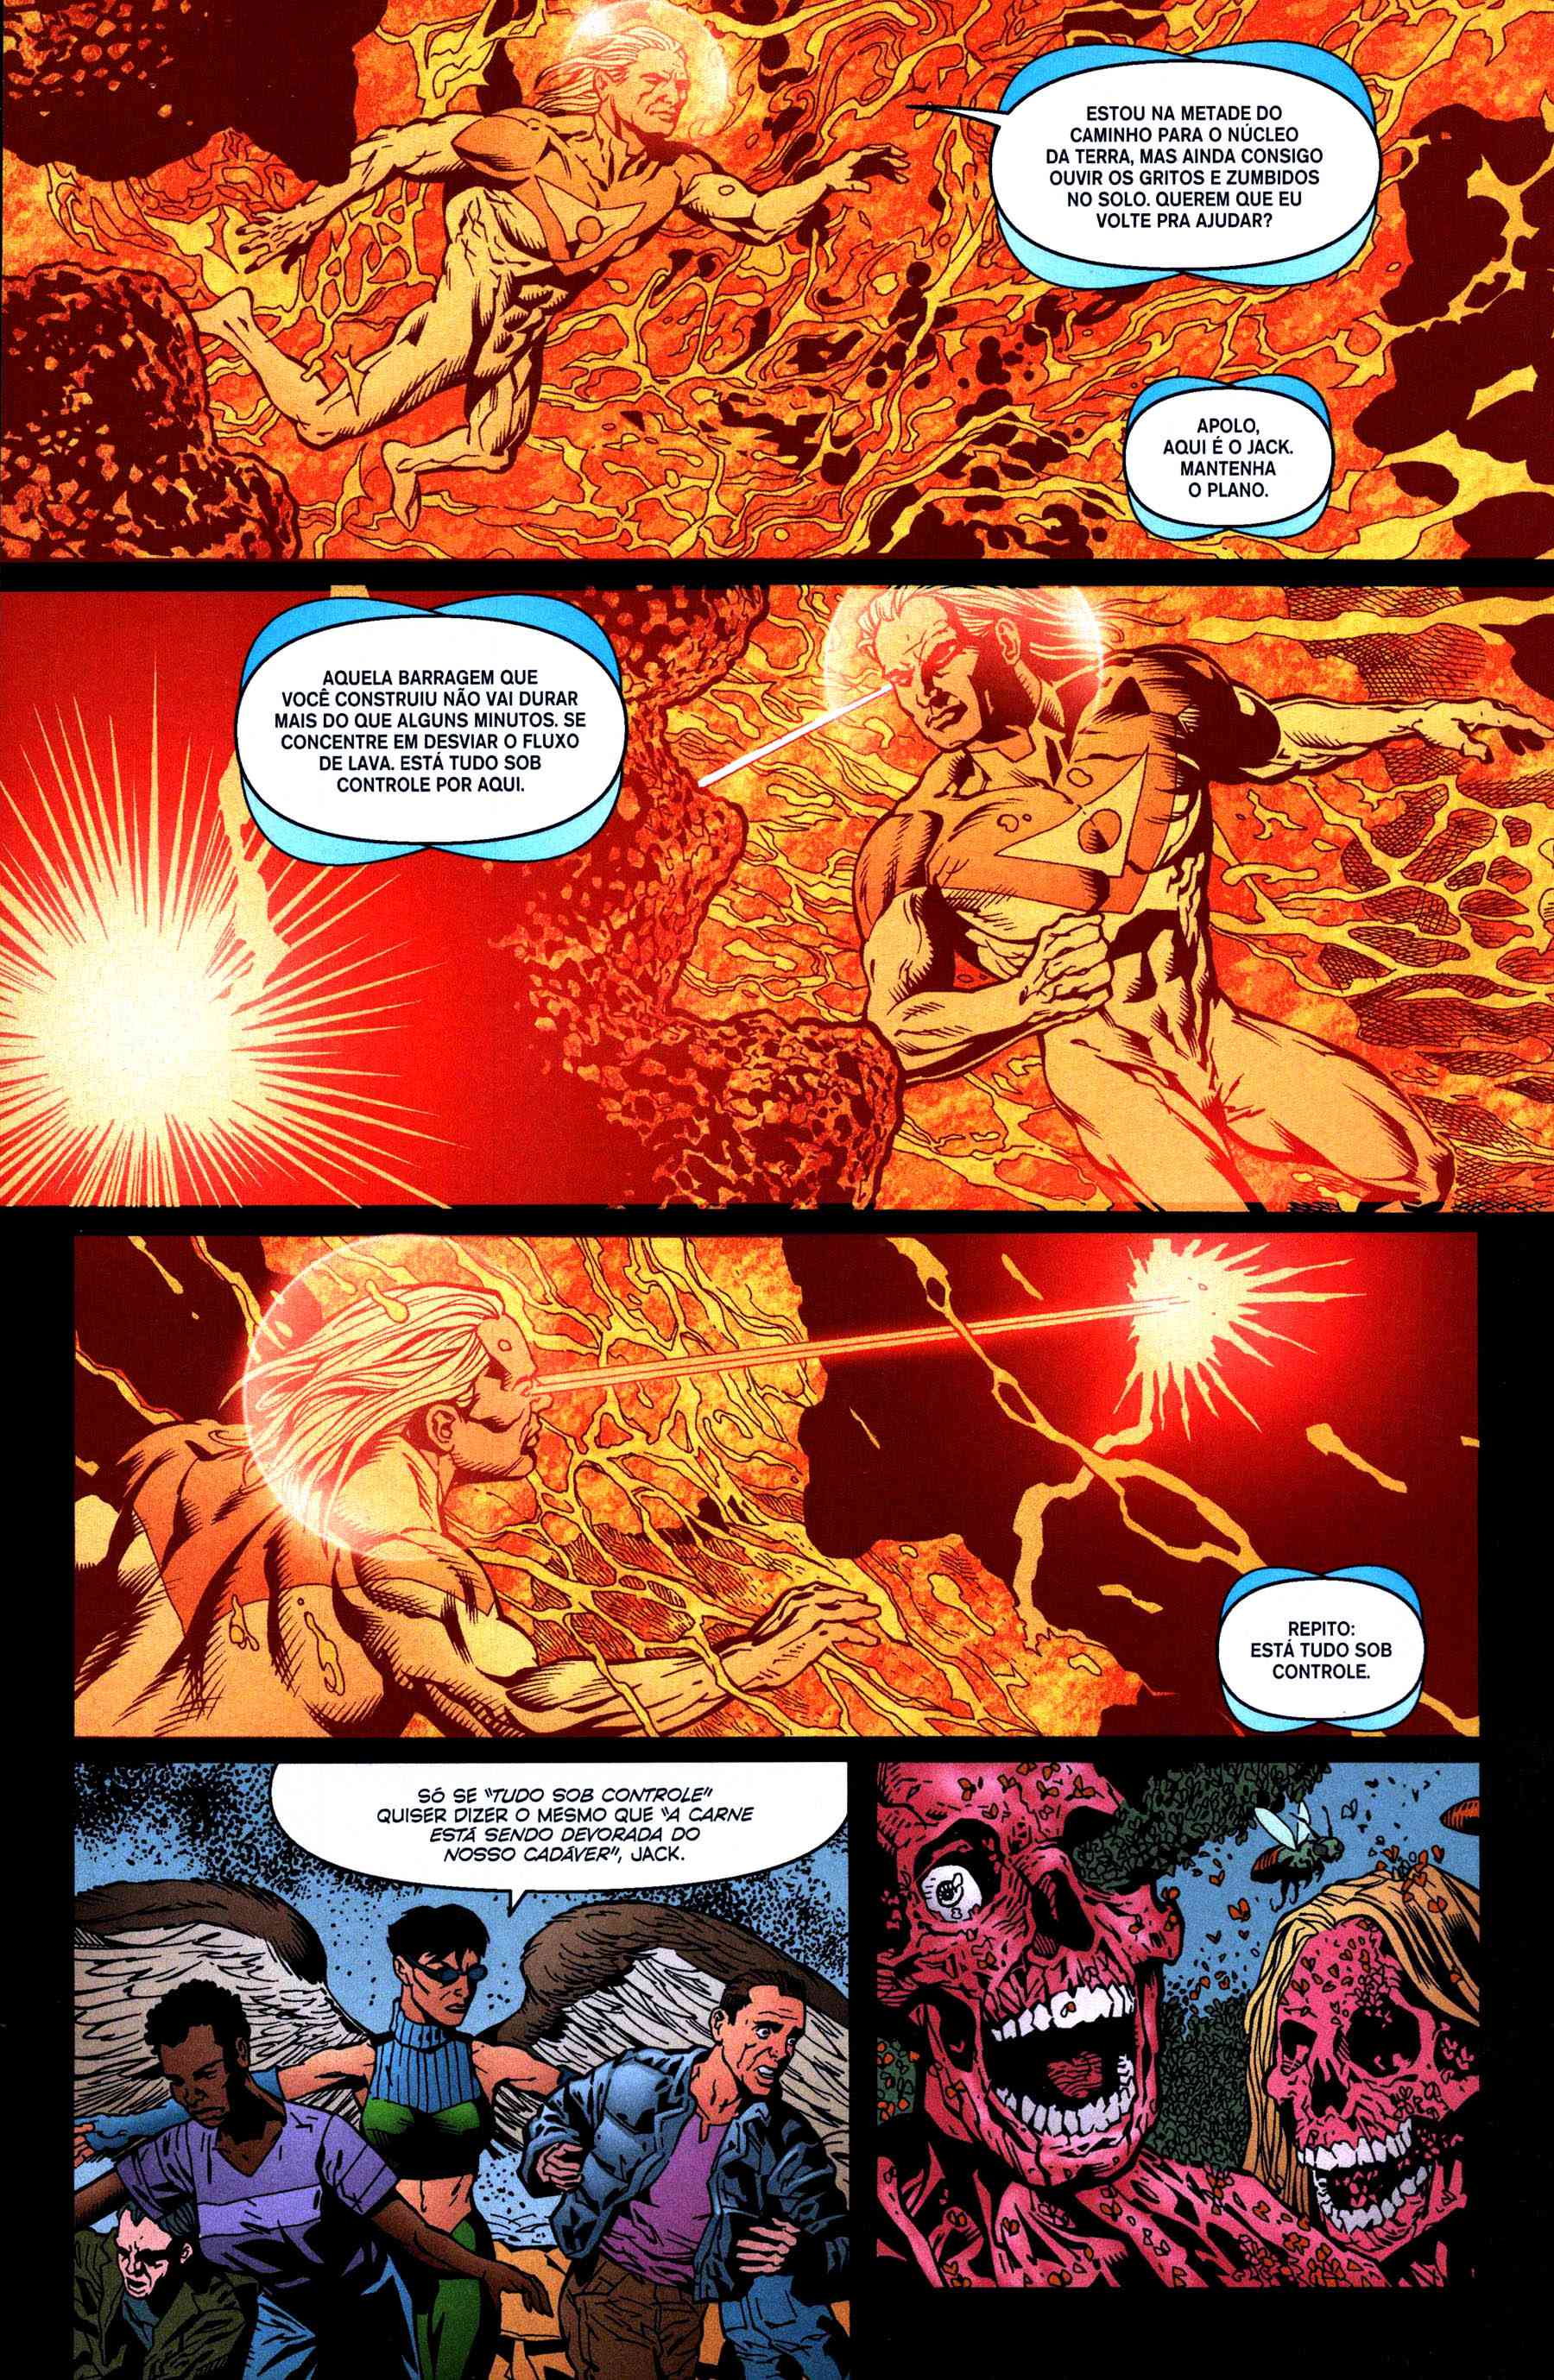 ESTOU NA METADE DO
CAMINHO PARA O NÚCLEO
DA TERRA, MAS AINDA CONSIGO
OUVIR OS GRITOS E ZUMBIDOS
NO SOLO. QUEREM QUE EU
VOLTE PRA AJUDAR?
APOLO,
AQUI É O JACK.
MANTENHA
O PLANO.
AQUELA BARRAGEM QUE
VOCÊ CONSTRUIU NÃO VAI DURAR
MAIS DO QUE ALGUNS MINUTOS. SE
CONCENTRE EM DESVIAR O FLUXO
DE LAVA. ESTÁ TUDO SOB
CONTROLE POR AQUI.
REPITO:
ESTÁ TUDO SOB
CONTROLE.
SÓ SE "TUDO SOB CONTROLE"
QUISER DIZER O MESMO QUE "A CARNE
ESTÁ SENDO DEVORADA DO
NOSSO CADÁVER", JACK.